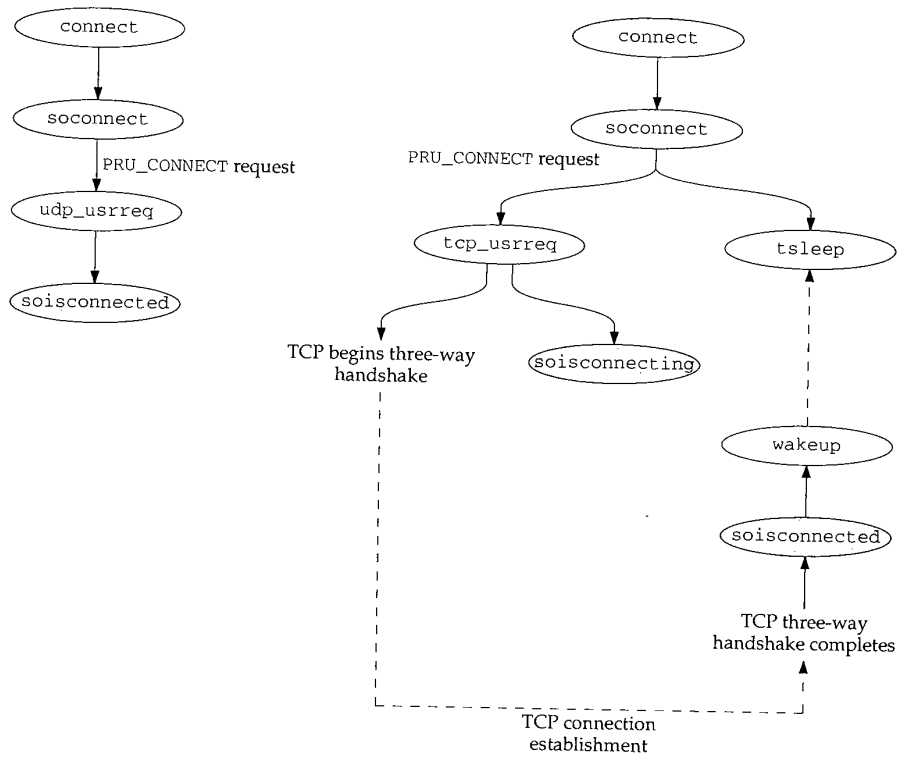 connect
soconnect
PRU_CONNECT request
udp_usrreq
soisconnected
connect
soconnect
PRU_CONNECT request
tcp_usrreq
tsleep
TCP begins three-way
handshake
soisconnecting
wakeup
soisconnected
TCP three-way
handshake completes
TCP connection
establishment